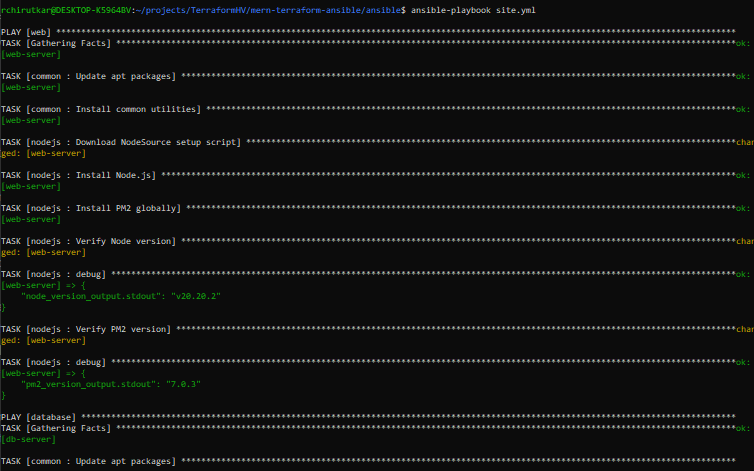 rchirutkar@DESKTOP-K5964BV:~/projects/TerraformHV/mern-terraform-ansible/ansible$ ansible-playbook site.yml
PLAY [web] ****************************************************************************************************************************************
TASK [Gathering Facts] ****************************************************************************************************************************ok:
[web-server]
TASK [common : Update apt packages] ***************************************************************************************************************ok:
[web-server]
TASK [common : Install common utilities] **********************************************************************************************************ok:
[web-server]
TASK [nodejs : Download NodeSource setup script] **************************************************************************************************chan
ged: [web-server]
TASK [nodejs : Install Node.js] *******************************************************************************************************************ok:
[web-server]
TASK [nodejs : Install PM2 globally] **************************************************************************************************************ok:
[web-server]
TASK [nodejs : Verify Node version] ***************************************************************************************************************chan
ged: [web-server]
TASK [nodejs : debug] *****************************************************************************************************************************ok:
[web-server] => {
    "node_version_output.stdout": "v20.20.2"
}
TASK [nodejs : Verify PM2 version] ****************************************************************************************************************chan
ged: [web-server]
TASK [nodejs : debug] *****************************************************************************************************************************ok:
[web-server] => {
    "pm2_version_output.stdout": "7.0.3"
}
PLAY [database] ***********************************************************************************************************************************
TASK [Gathering Facts] ****************************************************************************************************************************ok:
[db-server]
TASK [common : Update apt packages] ***************************************************************************************************************